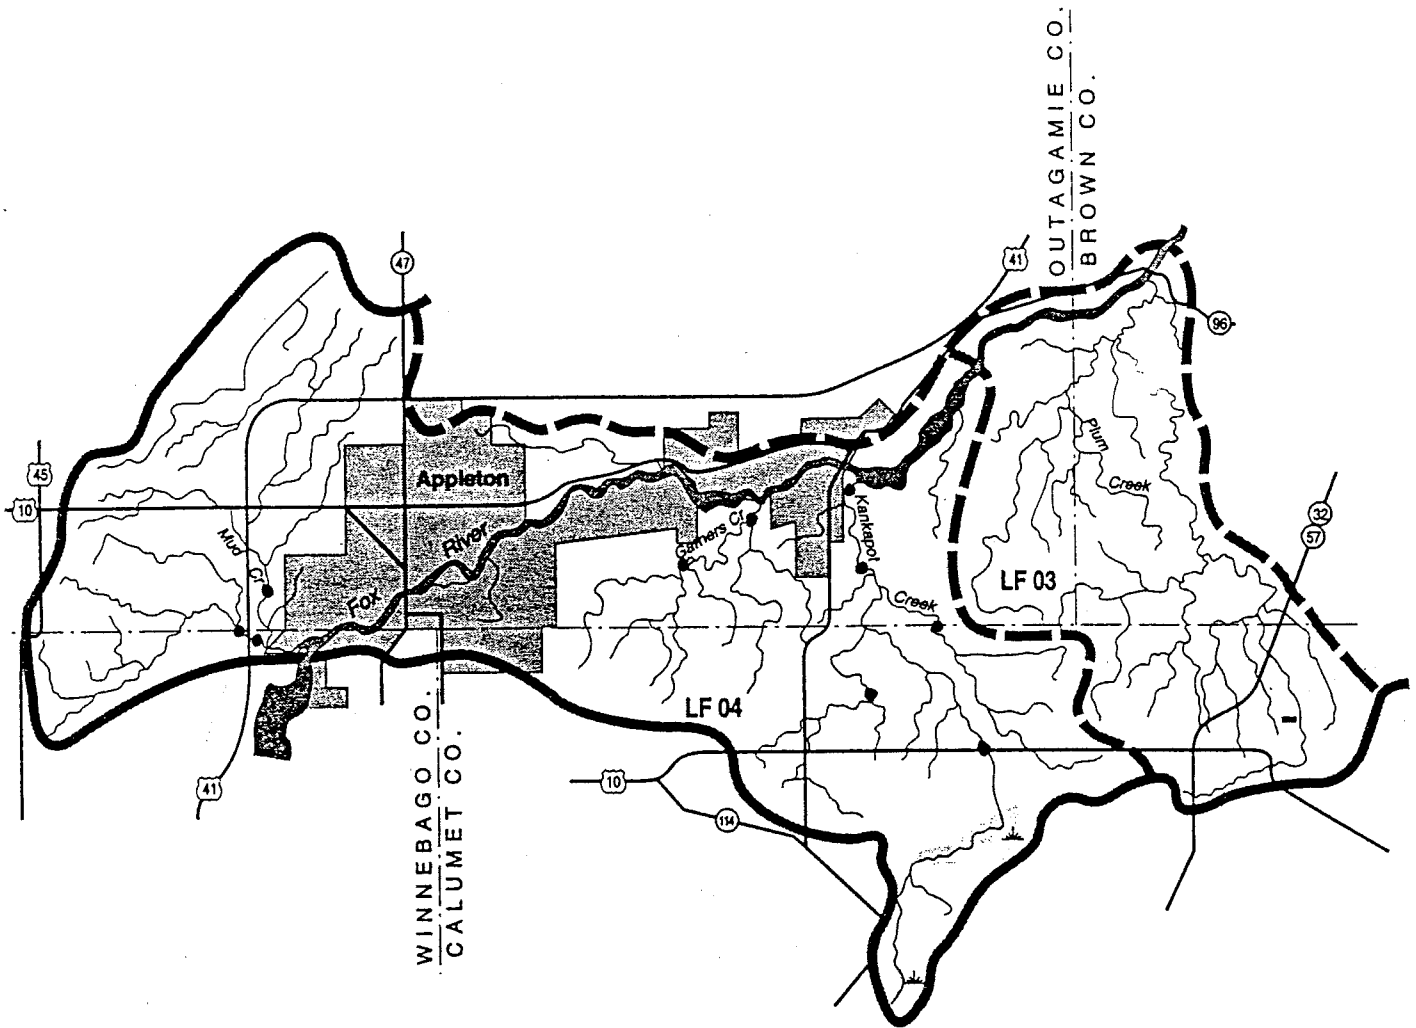 OUTAGAMIE CO.
BROWN CO.
41
47
96
45
10
Appleton
Mud Cr.
Fox River
Garners Cr
Kankapot Creek
Plum Creek
LF 03
32
57
LF 04
41
10
114
WINNEBAGO CO.
CALUMET CO.